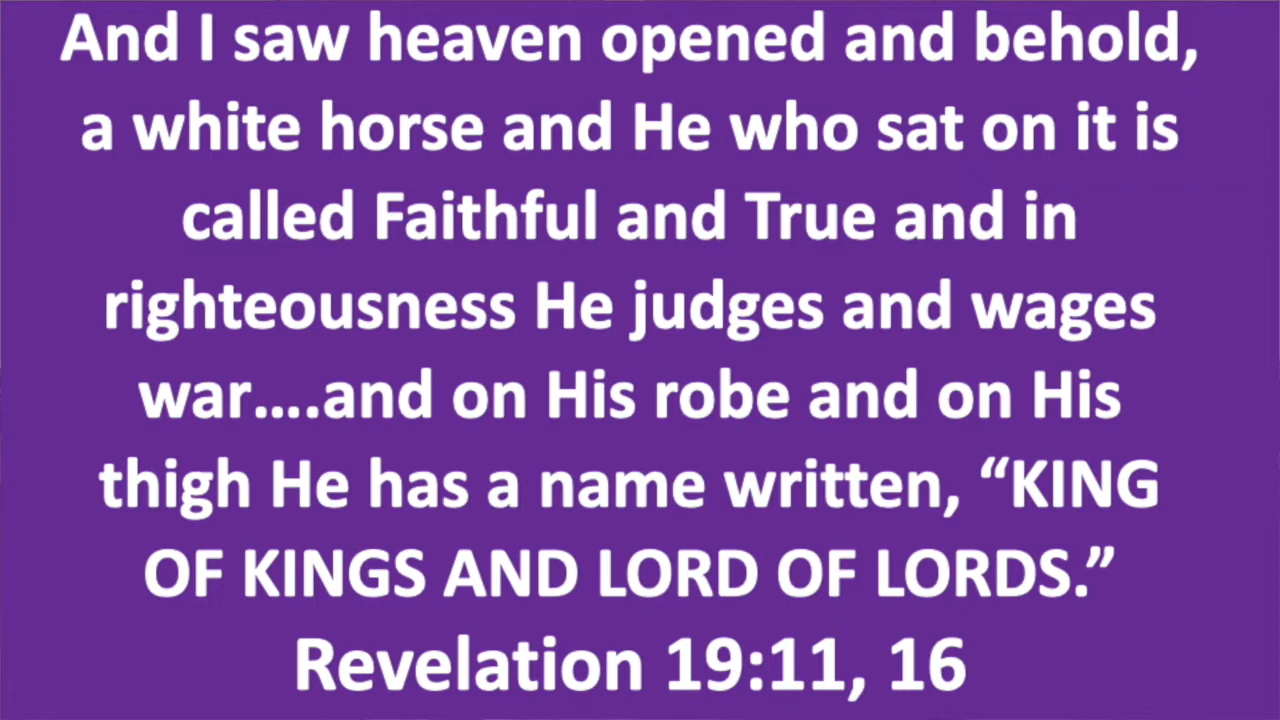 And I saw heaven opened and behold,
a white horse and He who sat on it is
called Faithful and True and in
righteousness He judges and wages
war....and on His robe and on His
thigh He has a name written, “KING
OF KINGS AND LORD OF LORDS.”
Revelation 19:11, 16